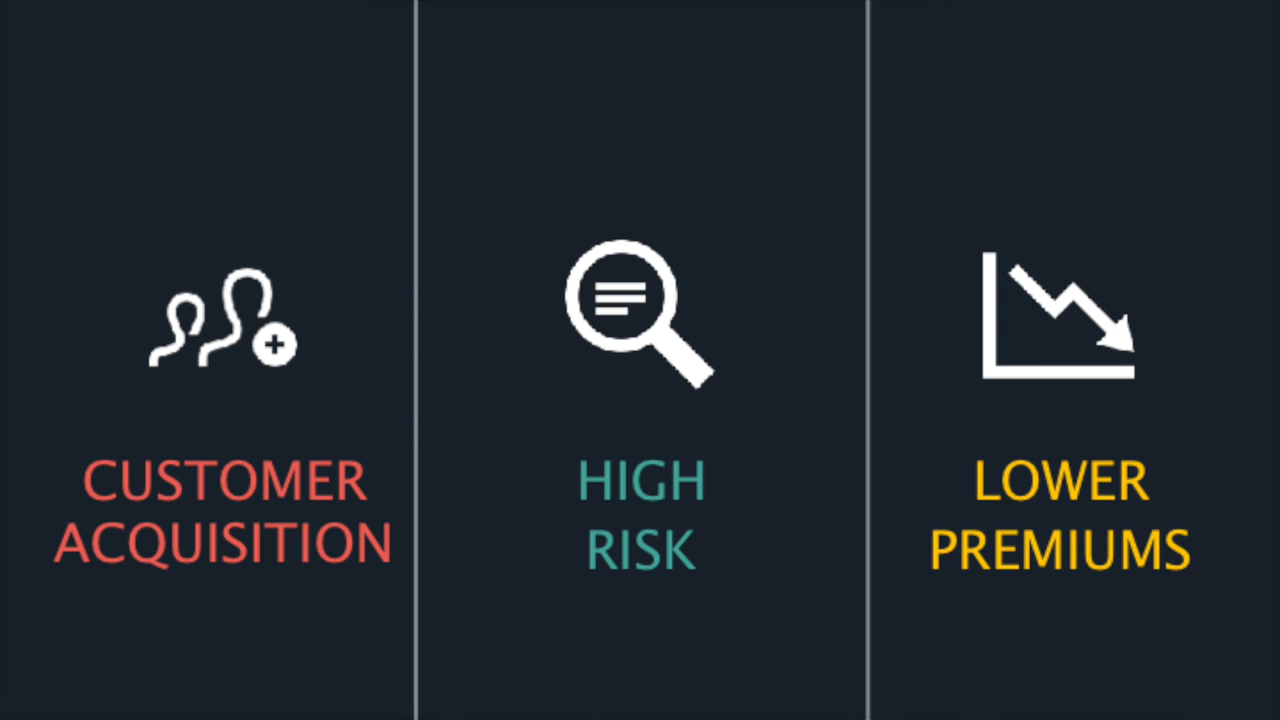 CUSTOMER
ACQUISITION
HIGH
RISK
LOWER
PREMIUMS